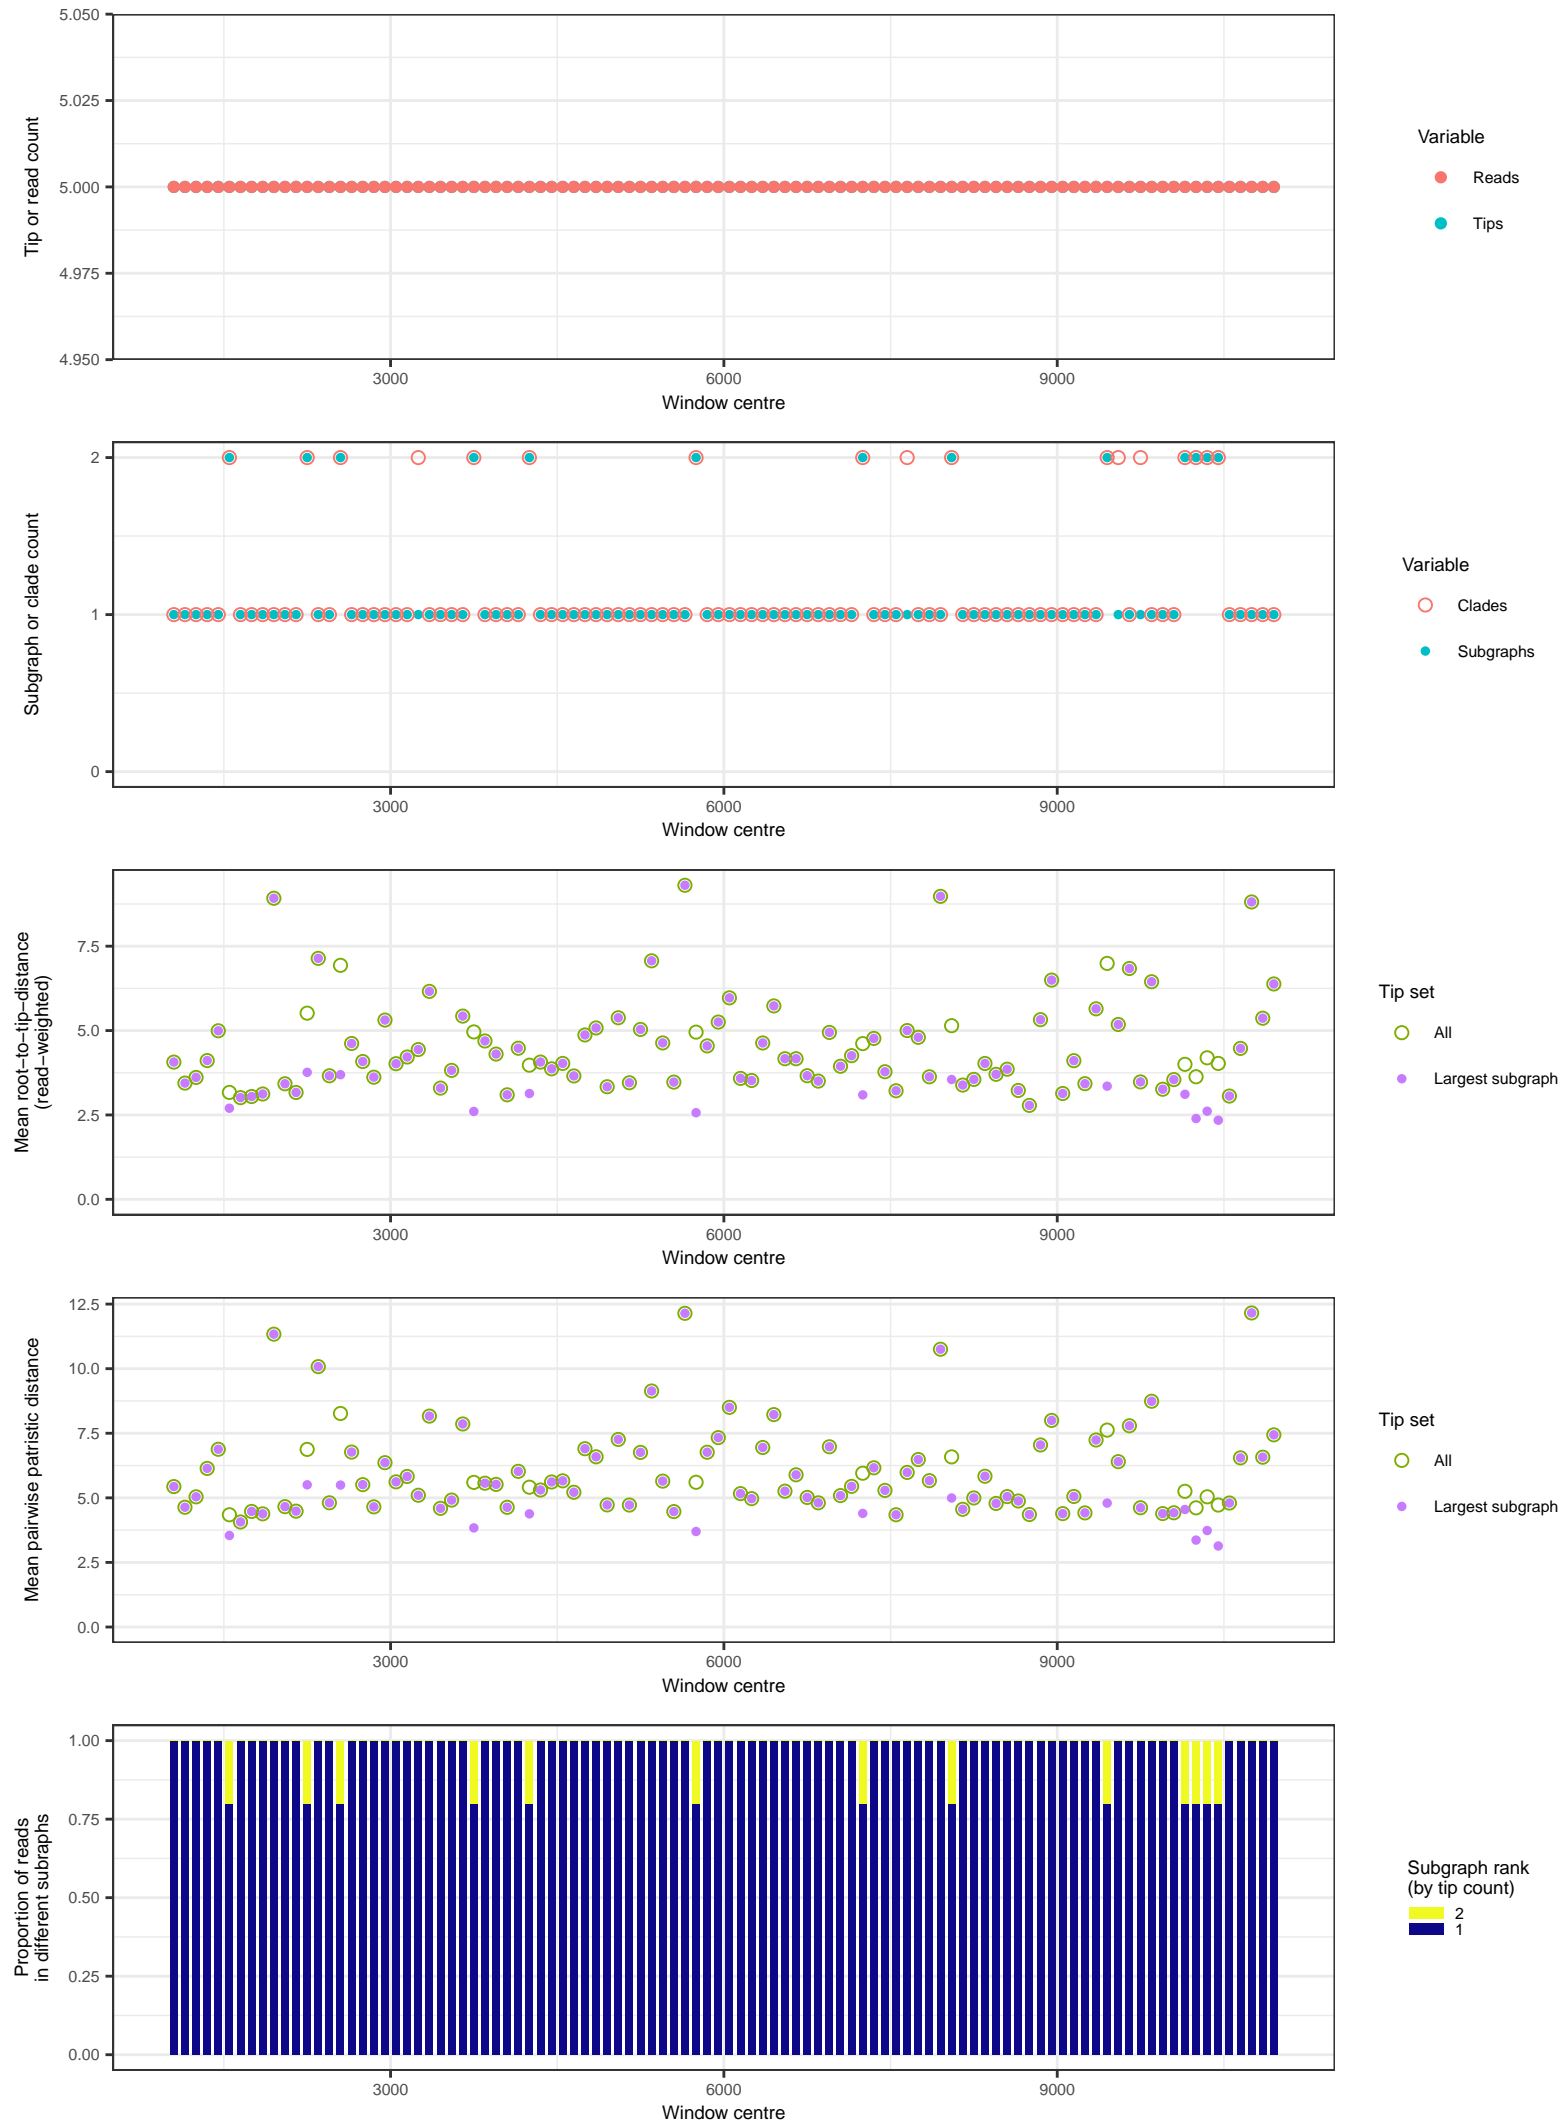 5.050
5.025
5.000
4.975
4.950
Tip or read count
3000 6000 9000
Window centre
Variable
Reads
Tips
2
1
0
Subgraph or clade count
3000 6000 9000
Window centre
Variable
Clades
Subgraphs
7.5
5.0
2.5
0.0
Mean root−to−tip−distance
(read−weighted)
3000 6000 9000
Window centre
Tip set
All
Largest subgraph
12.5
10.0
7.5
5.0
2.5
0.0
Mean pairwise patristic distance
3000 6000 9000
Window centre
Tip set
All
Largest subgraph
1.00
0.75
0.50
0.25
0.00
Proportion of reads
in different subraphs
3000 6000 9000
Window centre
Subgraph rank
(by tip count)
2
1